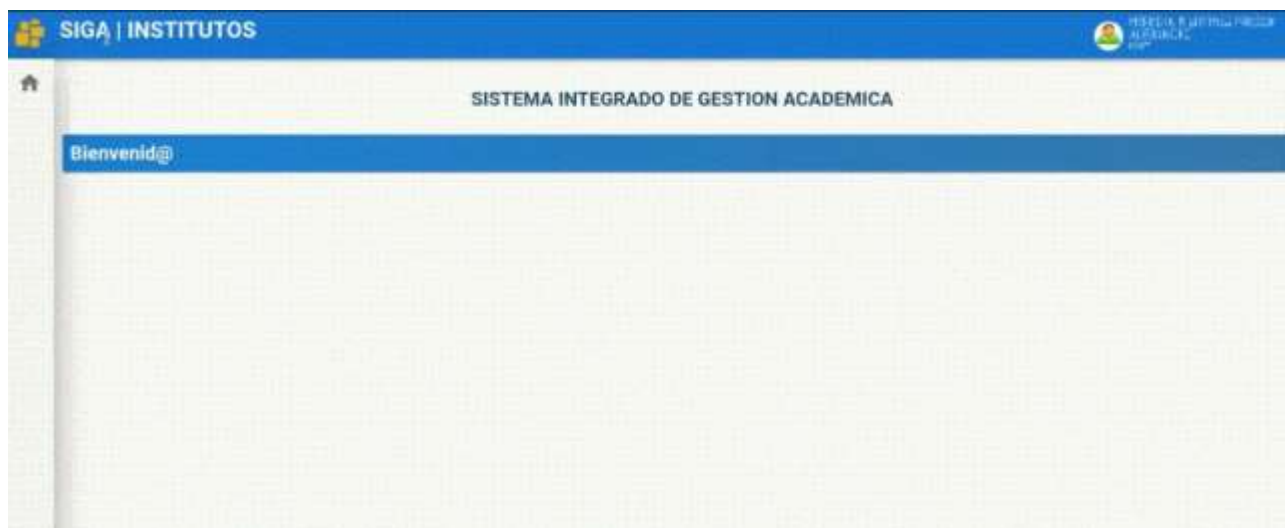 SIGA | INSTITUTOS
SISTEMA INTEGRADO DE GESTION ACADEMICA
Bienvenid@